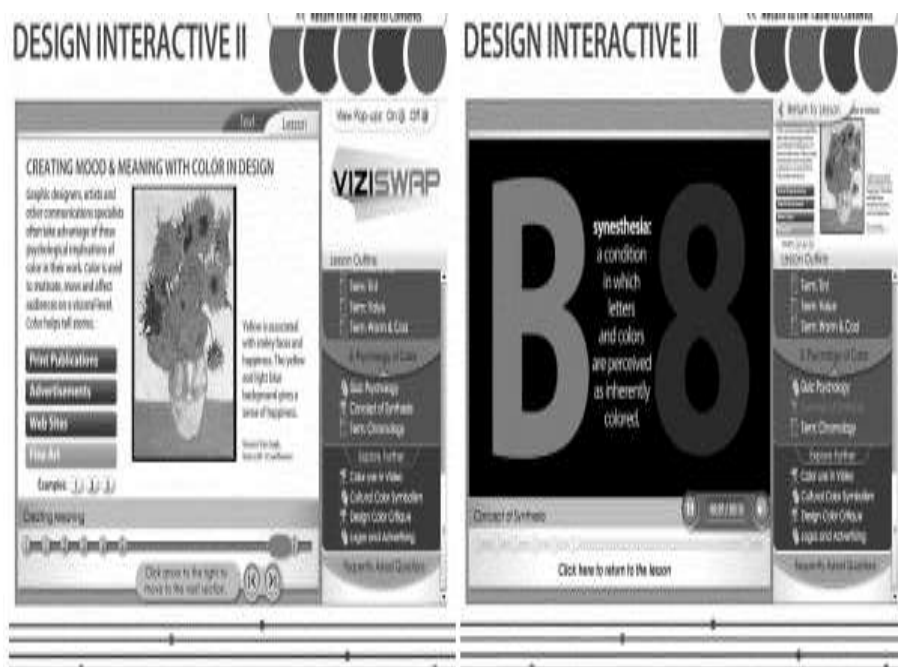 << Return to the Table to Contents
DESIGN INTERACTIVE II
Text
Lesson
View Pop-ups On Off
CREATING MOOD & MEANING WITH COLOR IN DESIGN
Graphic designers, artists and
other communications specialists
often take advantage of these
psychological implications of
color in their work. Color is used
to motivate, move and affect
audiences on a visceral level.
Color helps tell stories.
Print Publications
Advertisements
Web Sites
Fine Art
Examples: 1 2 3
Yellow is associated
with smiley faces and
happiness. The yellow
and light blue
background gives a
sense of happiness.
VIZISWAP
Lesson Outline
Term: Tint
Term: Value
Term: Warm & Cool
Psychology of Color
Quiz: Psychology
Concept of Synthesia
Term: Chromology
Explore Further
Color use in Video
Cultural Color Symbolism
Design Color Critique
Logos and Advertising
Frequently Asked Questions
Creating Meaning
Click arrow to the right to
move to the next section.
<< Return to the Table to Contents
DESIGN INTERACTIVE II
Return to Lesson
B 8
synesthesia:
a condition
in which
letters
and colors
are perceived
as inherently
colored.
Lesson Outline
Term: Tint
Term: Value
Term: Warm & Cool
Psychology of Color
Quiz: Psychology
Term: Chromology
Explore Further
Color use in Video
Cultural Color Symbolism
Design Color Critique
Logos and Advertising
Frequently Asked Questions
Concept of Synthesia
Click here to return to the lesson